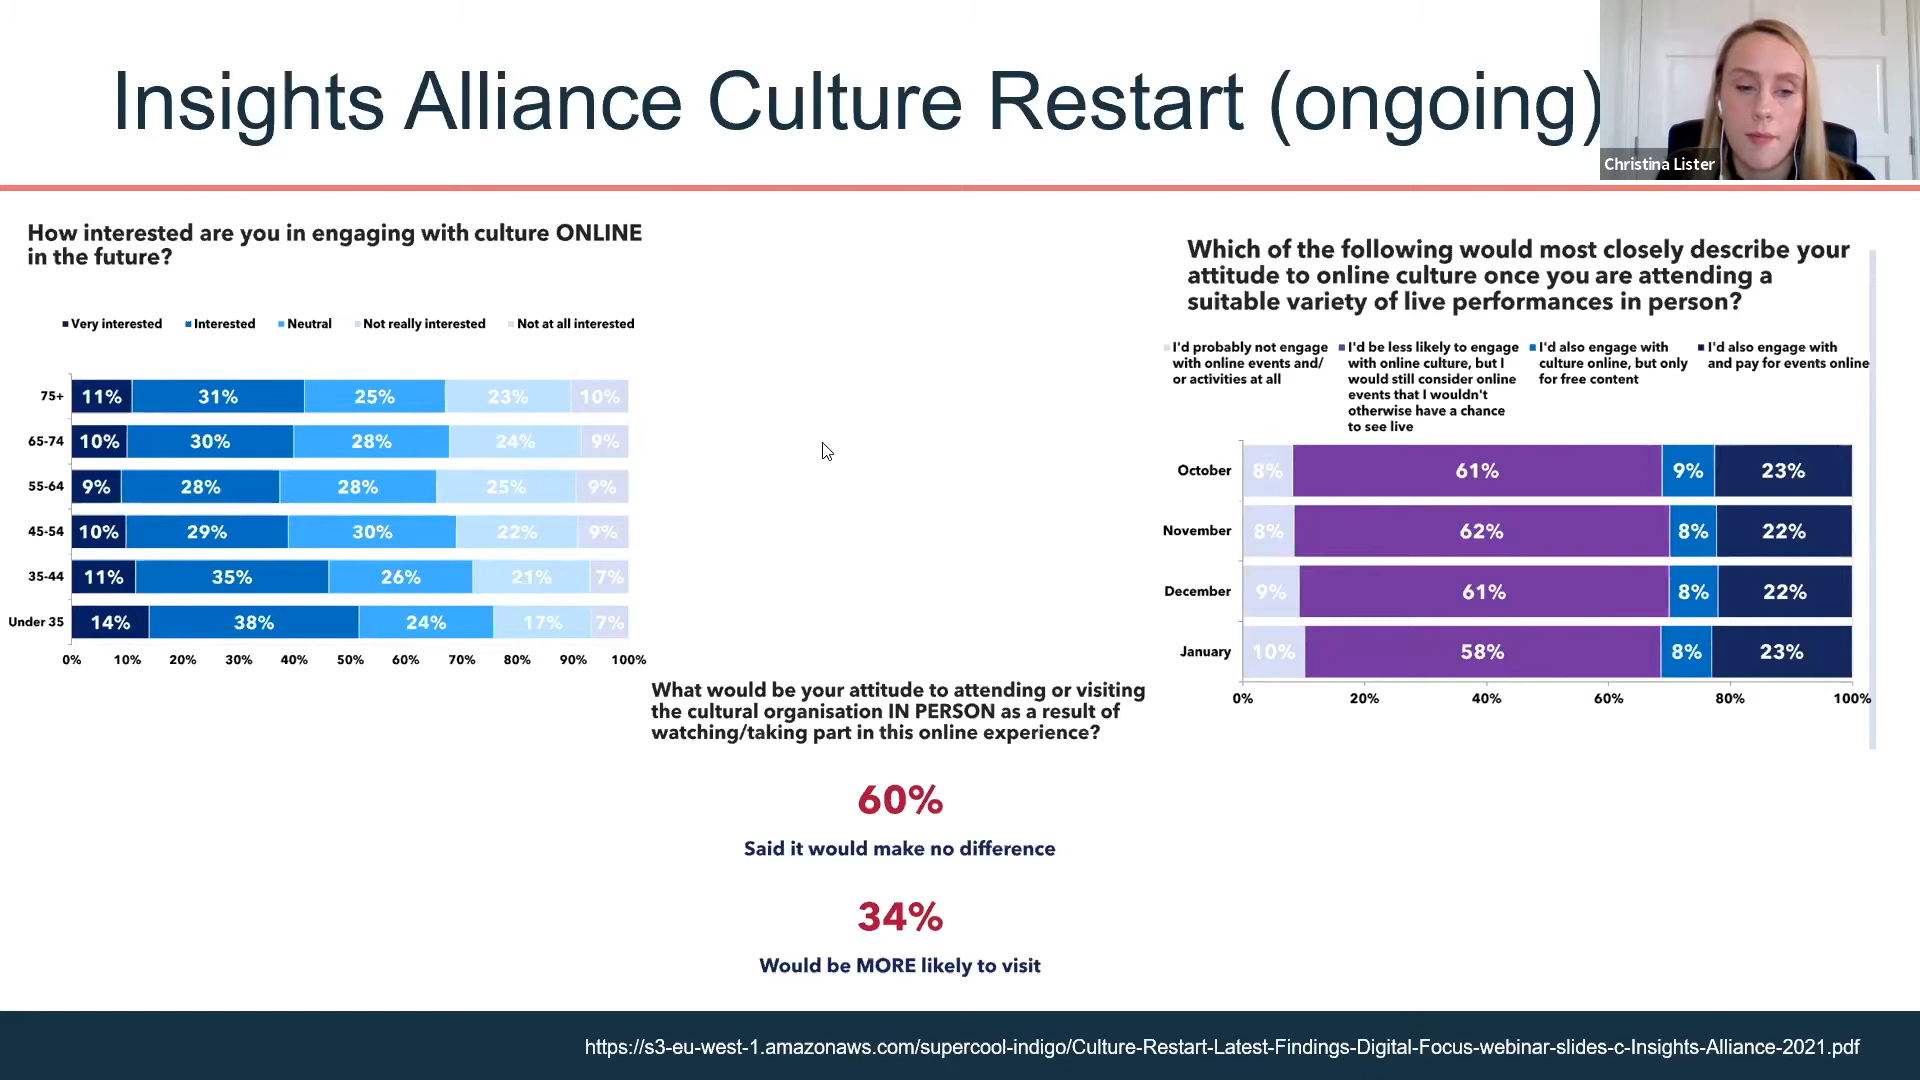 Insights Alliance Culture Restart (ongoing)
Christina Lister
How interested are you in engaging with culture ONLINE
in the future?
Very interested Interested Neutral Not really interested Not at all interested
75+ 11% 31% 25% 23% 10%
65-74 10% 30% 28% 24% 9%
55-64 9% 28% 28% 25% 9%
45-54 10% 29% 30% 22% 9%
35-44 11% 35% 26% 21% 7%
Under 35 14% 38% 24% 17% 7%
0% 10% 20% 30% 40% 50% 60% 70% 80% 90% 100%
What would be your attitude to attending or visiting
the cultural organisation IN PERSON as a result of
watching/taking part in this online experience?
60%
Said it would make no difference
34%
Would be MORE likely to visit
Which of the following would most closely describe your
attitude to online culture once you are attending a
suitable variety of live performances in person?
I'd probably not engage
with online events and/
or activities at all
I'd be less likely to engage
with online culture, but I
would still consider online
events that I wouldn't
otherwise have a chance
to see live
I'd also engage with
culture online, but only
for free content
I'd also engage with
and pay for events online
October 8% 61% 9% 23%
November 8% 62% 8% 22%
December 9% 61% 8% 22%
January 10% 58% 8% 23%
0% 20% 40% 60% 80% 100%
https://s3-eu-west-1.amazonaws.com/supercool-indigo/Culture-Restart-Latest-Findings-Digital-Focus-webinar-slides-c-Insights-Alliance-2021.pdf